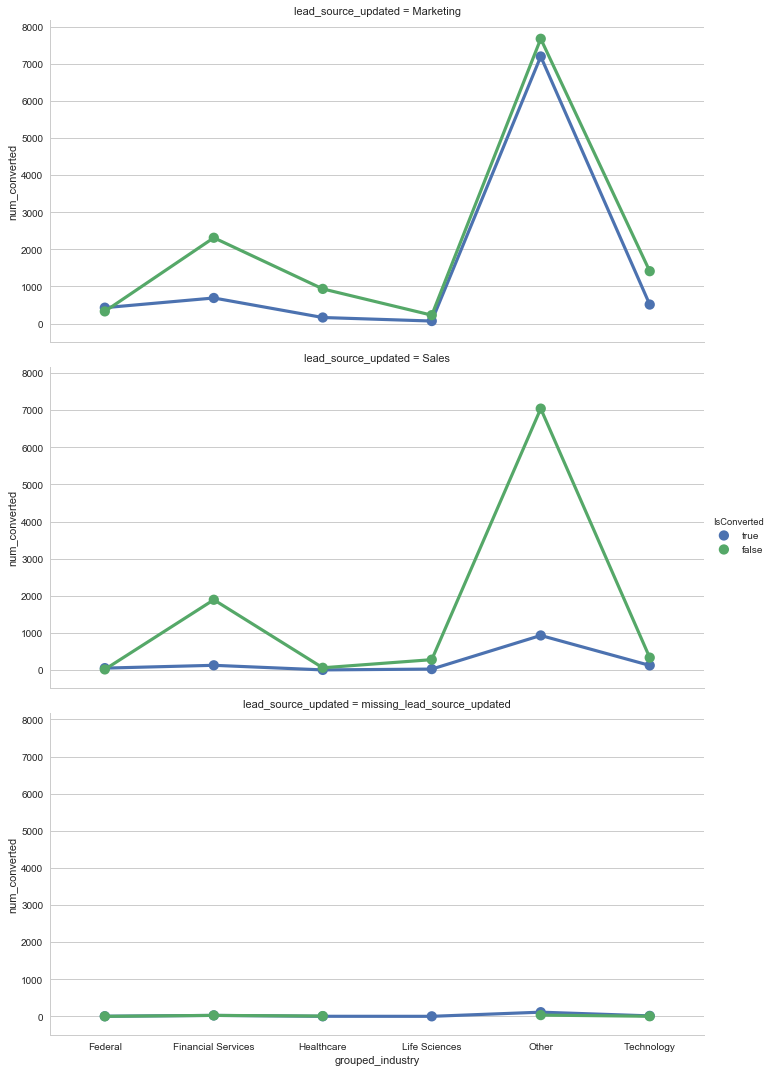 lead_source_updated = Marketing
8000
7000
6000
5000
4000
3000
2000
1000
0
num_converted
lead_source_updated = Sales
8000
7000
6000
5000
4000
3000
2000
1000
0
num_converted
IsConverted
true
false
lead_source_updated = missing_lead_source_updated
8000
7000
6000
5000
4000
3000
2000
1000
0
num_converted
Federal Financial Services Healthcare Life Sciences Other Technology
grouped_industry